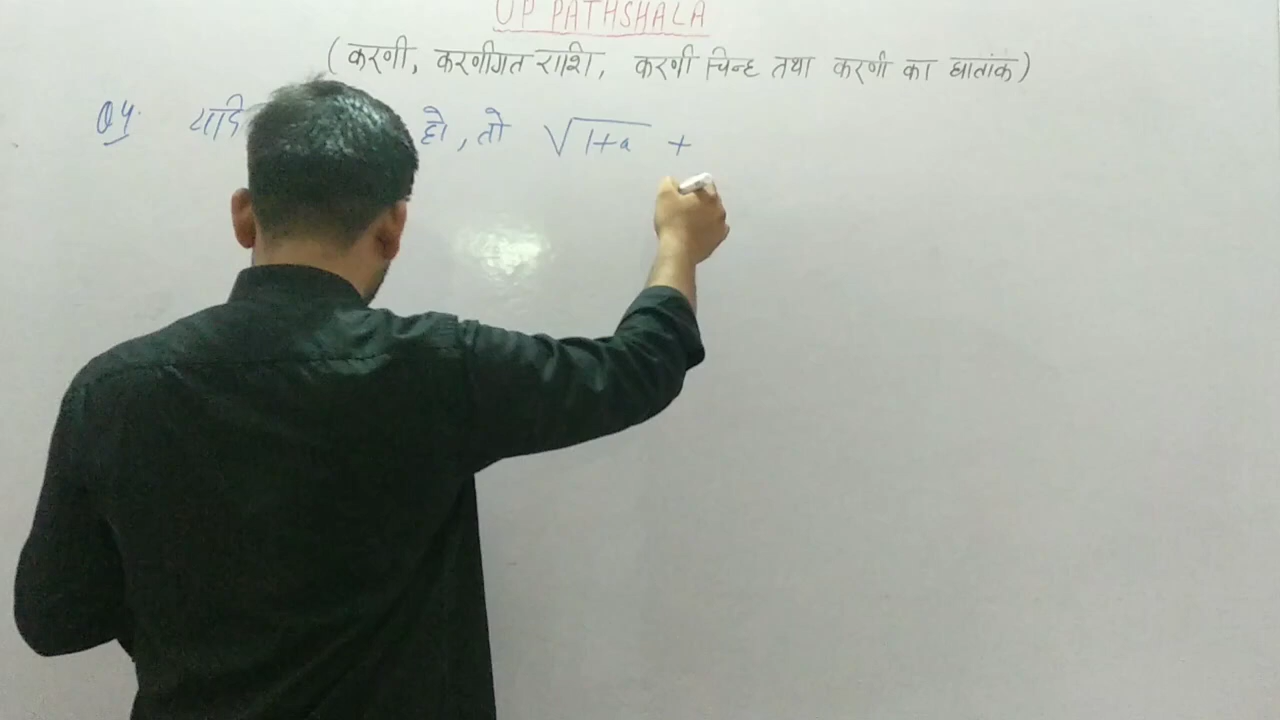 UP PATHSHALA
(करणी, करणीगत राशि, करणी चिन्ह तथा करणी का घातांक)
Q4. यदि हो, तो √1+a +